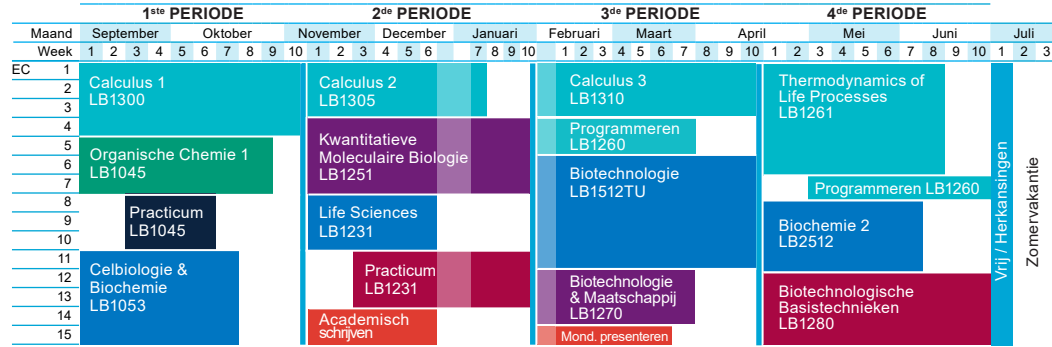 1ste PERIODE 2de PERIODE 3de PERIODE 4de PERIODE
Maand September Oktober November December Januari Februari Maart April Mei Juni Juli
Week 1 2 3 4 5 6 7 8 9 10 1 2 3 4 5 6 7 8 9 10 1 2 3 4 5 6 7 8 9 10 1 2 3 4 5 6 7 8 9 10 1 2 3
EC 1
2
3
4
5
6
7
8
9
10
11
12
13
14
15
Calculus 1
LB1300
Organische Chemie 1
LB1045
Practicum
LB1045
Celbiologie &
Biochemie
LB1053
Calculus 2
LB1305
Kwantitatieve
Moleculaire Biologie
LB1251
Life Sciences
LB1231
Practicum
LB1231
Academisch
schrijven
Calculus 3
LB1310
Programmeren
LB1260
Biotechnologie
LB1512TU
Biotechnologie
& Maatschappij
LB1270
Mond. presenteren
Thermodynamics of
Life Processes
LB1261
Programmeren LB1260
Biochemie 2
LB2512
Biotechnologische
Basistechnieken
LB1280
Vrij / Herkansingen
Zomervakantie